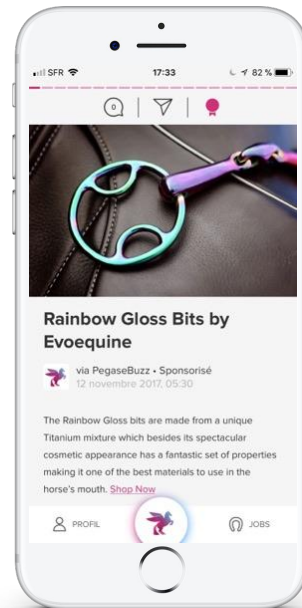 SFR 17:33 82 %
0
Rainbow Gloss Bits by
Evoequine
via PegaseBuzz • Sponsorisé
12 novembre 2017, 05:30
The Rainbow Gloss bits are made from a unique
Titanium mixture which besides its spectacular
cosmetic appearance has a fantastic set of properties
making it one of the best materials to use in the
horse's mouth. Shop Now
PROFIL JOBS